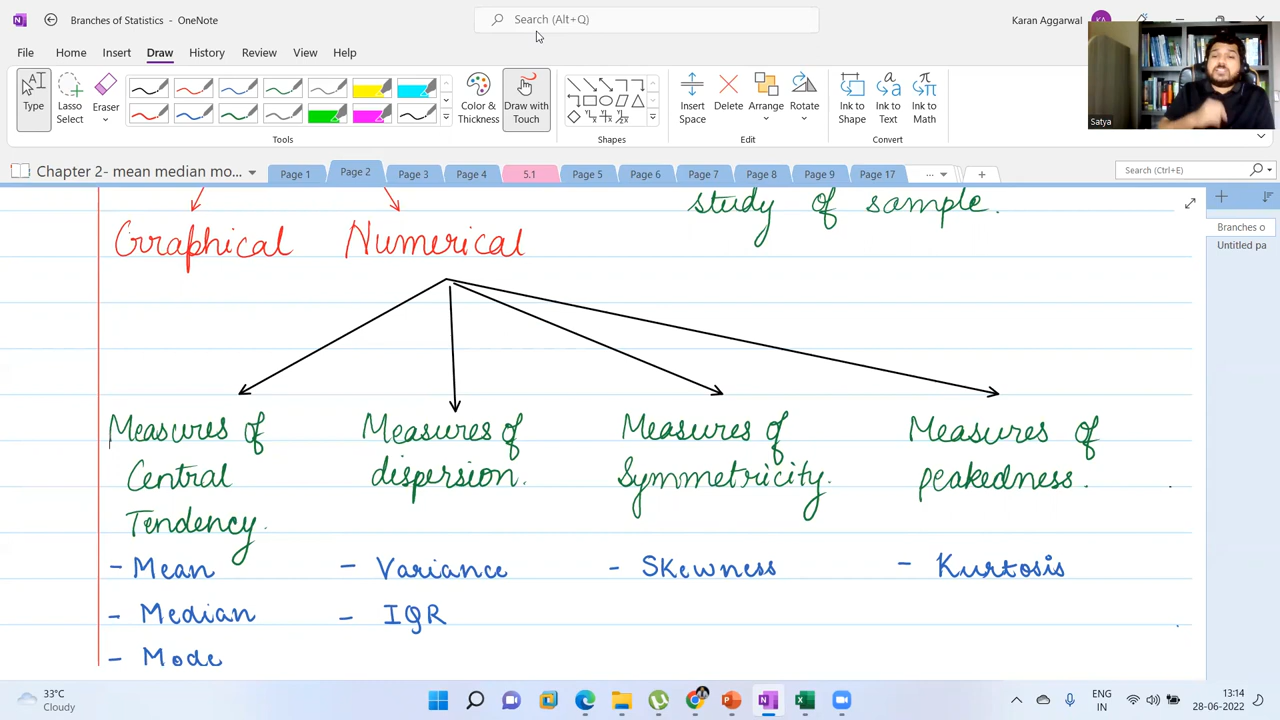 Branches of Statistics - OneNote
Search (Alt+Q)
Karan Aggarwal
KA
File Home Insert Draw History Review View Help
Type
Lasso Select
Eraser
Color & Thickness
Draw with Touch
Insert Space
Delete
Arrange
Rotate
Ink to Shape
Ink to Text
Ink to Math
Tools
Shapes
Edit
Convert
Satya
Chapter 2- mean median mo...
Page 1 Page 2 Page 3 Page 4 5.1 Page 5 Page 6 Page 7 Page 8 Page 9 Page 17 ...
Search (Ctrl+E)
Branches o
Untitled pa
study of sample.
Graphical Numerical
Measures of Central Tendency.
- Mean
- Median
- Mode
Measures of dispersion.
- Variance
- IQR
Measures of Symmetricity.
- Skewness
Measures of peakedness.
- Kurtosis
33°C
Cloudy
ENG
IN
13:14
28-06-2022